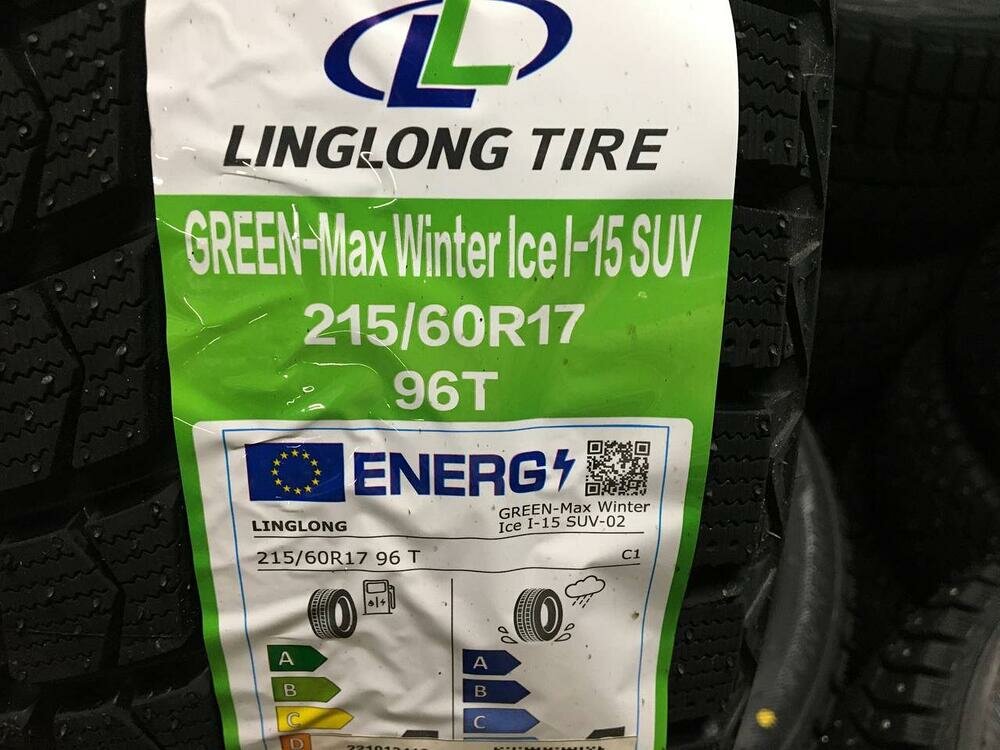 LL
LINGLONG TIRE
GREEN-Max Winter Ice I-15 SUV
215/60R17
96T
ENERG
LINGLONG
GREEN-Max Winter
Ice I-15 SUV-02
215/60R17 96 T
C1
A
B
C
D
A
B
C